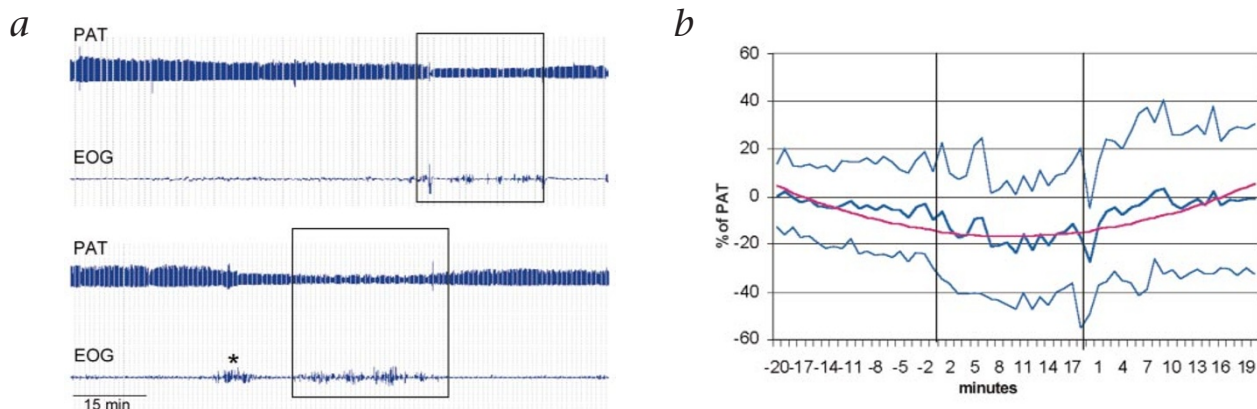 a
PAT
EOG
PAT
EOG
*
15 min
b
60
40
20
0
-20
-40
-60
% of PAT
-20-17-14-11 -8 -5 -2 2 5 8 11 14 17 1 4 7 10 13 16 19
minutes